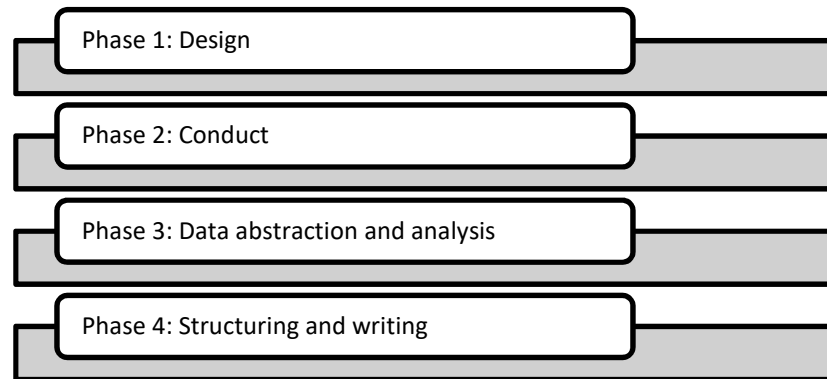 Phase 1: Design
Phase 2: Conduct
Phase 3: Data abstraction and analysis
Phase 4: Structuring and writing